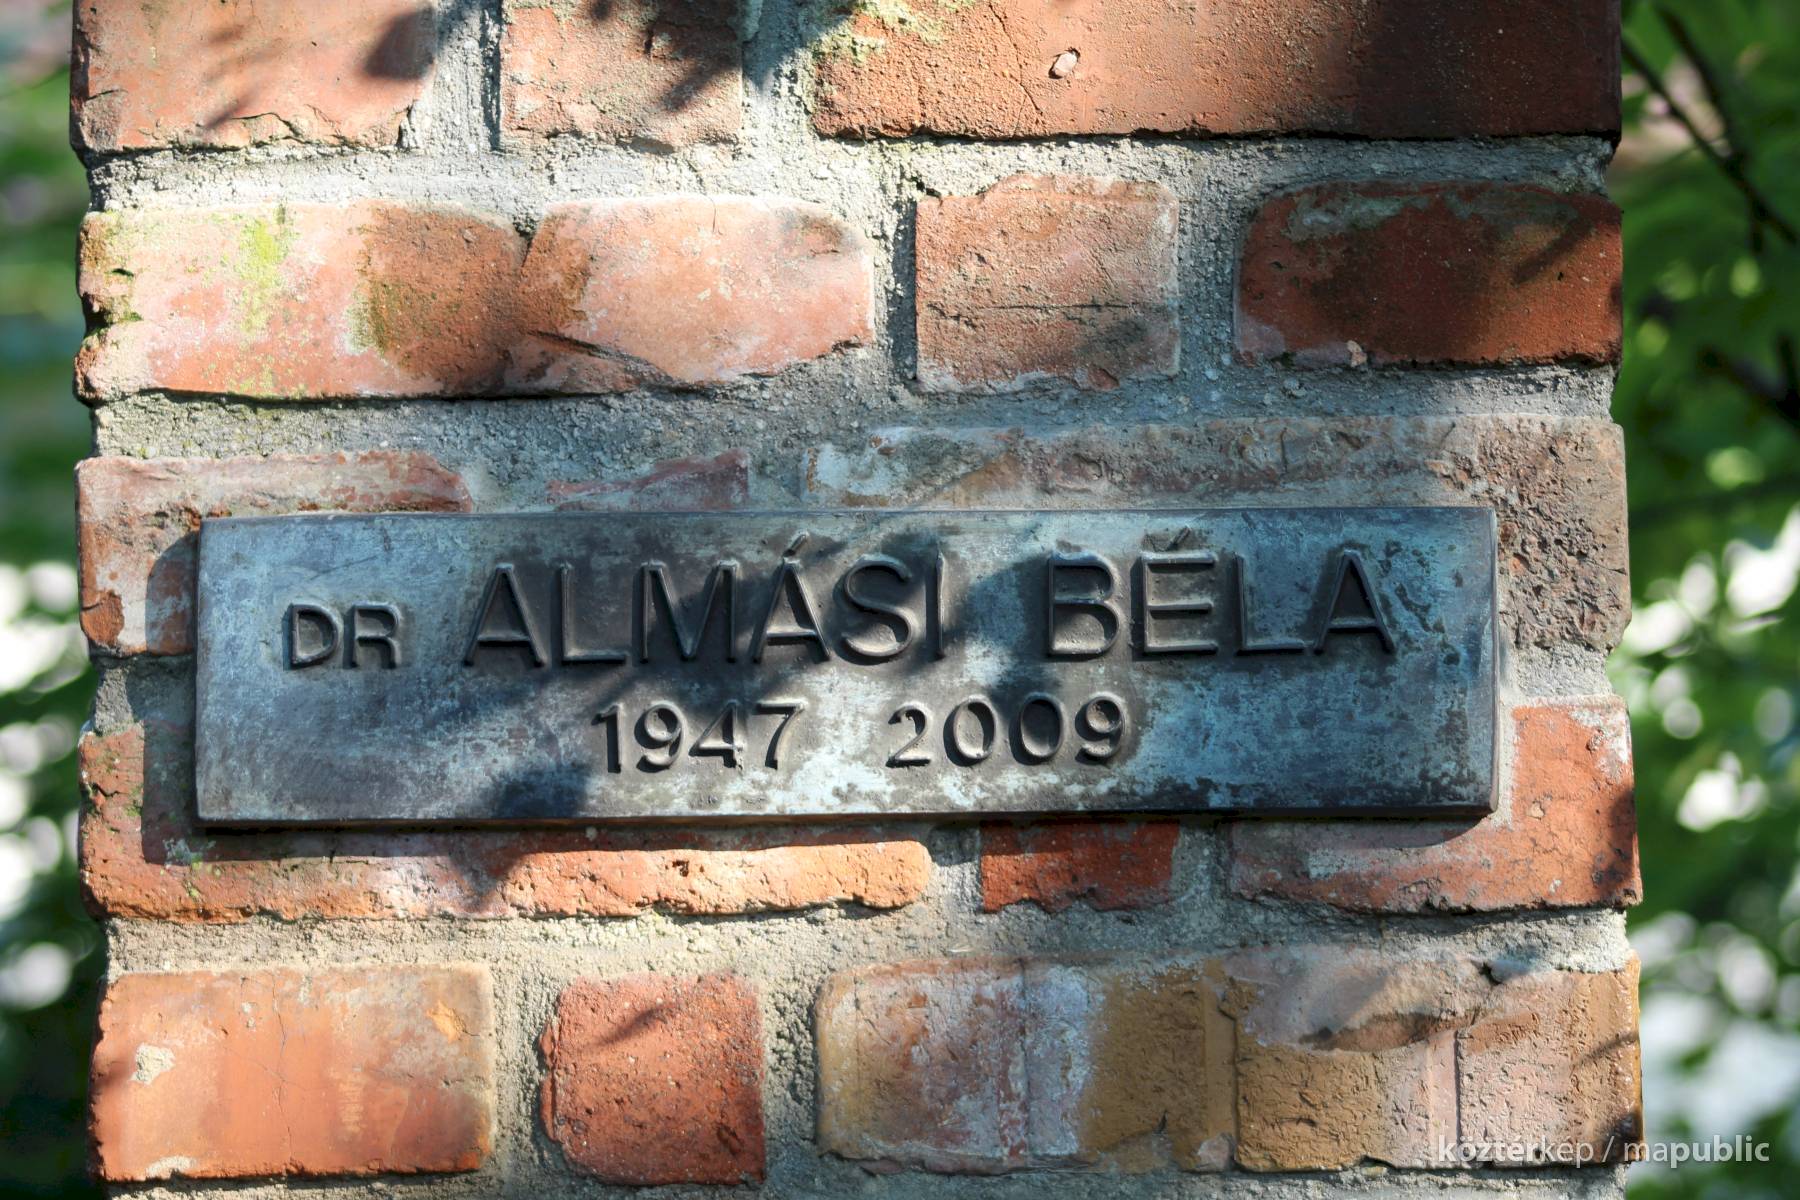 DR ALMÁSI BÉLA
1947 2009
köztérkép / mapublic